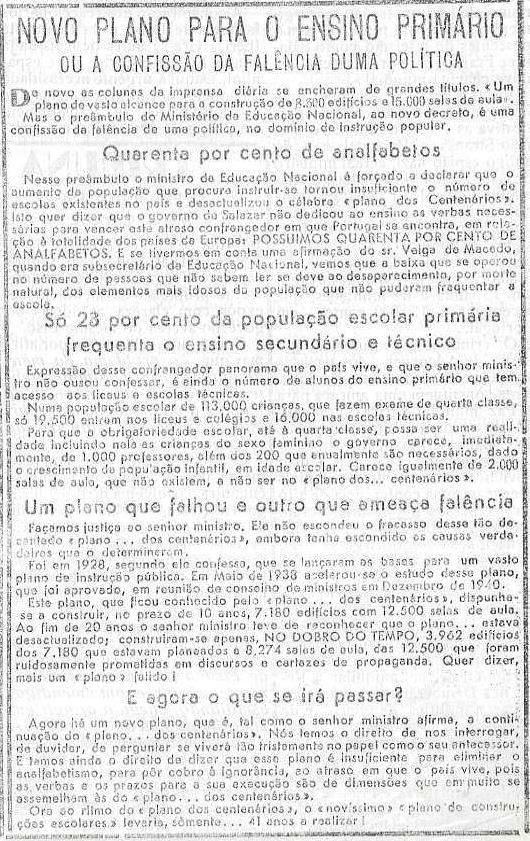 NOVO PLANO PARA O ENSINO PRIMÁRIO
OU A CONFISSÃO DA FALÊNCIA DUMA POLÍTICA
De novo as colunas da imprensa diária se encheram de grandes títulos. «Um
plano de vasto alcance para a construção de 8.800 edifícios e 15.000 salas de aula».
Mas o preâmbulo do Ministério da Educação Nacional, ao novo decreto, é uma
confissão da falência de uma política, no domínio de instrução popular.
Quarenta por cento de analfabetos
Nesse preâmbulo o ministro da Educação Nacional é forçado a declarar que o
aumento da população que procura instruir-se tornou insuficiente o número de
escolas existentes no país e desactualizou o célebre «plano dos Centenários».
Isto quer dizer que o governo de Salazar não dedicou ao ensino as verbas neces-
sárias para vencer este atraso confrangedor em que Portugal se encontra, em rela-
ção à totalidade dos países da Europa: POSSUIMOS QUARENTA POR CENTO DE
ANALFABETOS. E se tivermos em conta uma afirmação do sr. Veiga de Macedo,
quando era subsecretário da Educação Nacional, vemos que a baixa que se operou
no número de pessoas que não sabem ler se deve ao desaparecimento, por morte
natural, dos elementos mais idosos da população que não puderam frequentar a
escola.
Só 23 por cento da população escolar primária
frequenta o ensino secundário e técnico
Expressão desse confrangedor panorama que o país vive, e que o senhor minis-
tro não ousou confessar, é ainda o número de alunos do ensino primário que tem
acesso aos liceus e escolas técnicas.
Numa população escolar de 113.000 crianças, que fazem exame de quarta classe,
só 19.500 entram nos liceus e colégios e 16.000 nas escolas técnicas.
Para que a obrigatoriedade escolar, até à quarta classe, possa ser uma reali-
dade incluindo nela as crianças do sexo feminino o governo carece, imediata-
mente, de 1.000 professores, além dos 200 que anualmente são necessários, dado
o crescimento da população infantil, em idade escolar. Carece igualmente de 2.000
salas de aula, que não existem, a não ser no «plano dos... centenários».
Um plano que falhou e outro que ameaça falência
Façamos justiça ao senhor ministro. Ele não escondeu o fracasso desse tão de-
cantado «plano... dos centenários», embora tenha escondido as causas verda-
deiras que o determineram.
Foi em 1928, segundo ele confessa, que se lançaram as bases para um vasto
plano de instrução pública. Em Maio de 1938 acelerou-se o estudo desse plano,
que foi aprovado, em reunião de conselho de ministros em Dezembro de 1940.
Este plano, que ficou conhecido pelo «plano... dos centenários», dispunha-
se a construir, no prazo de 10 anos, 7.180 edifícios com 12.500 salas de aula.
Ao fim de 20 anos o senhor ministro teve de reconhecer que o plano... estava
desactualizado; construiram-se apenas, NO DOBRO DO TEMPO, 3.962 edifícios
dos 7.180 que estavam planeados e 8.274 salas de aula, das 12.500 que foram
ruidosamente prometidas em discursos e cartazes de propaganda. Quer dizer,
mais um «plano» falido!
E agora o que se irá passar?
Agora há um novo plano, que é, tal como o senhor ministro afirma, a conti-
nuação do «plano... dos centenários». Nós temos o direito de nos interrogar,
de duvidar, de perguntar se viverá tão tristemente no papel como o seu antecessor.
E temos ainda o direito de dizer que esse plano é insuficiente para eliminar o
analfabetismo, para pôr cobro à ignorância, ao atraso em que o país vive, pois
as verbas e os prazos para a sua execução são de dimensões que em muito se
assemelham às do «plano... dos centenários».
Ora ao ritmo do «plano dos centenários», o «novíssimo» «plano de constru-
ções escolares» levaria, sòmente... 41 anos a realizar!